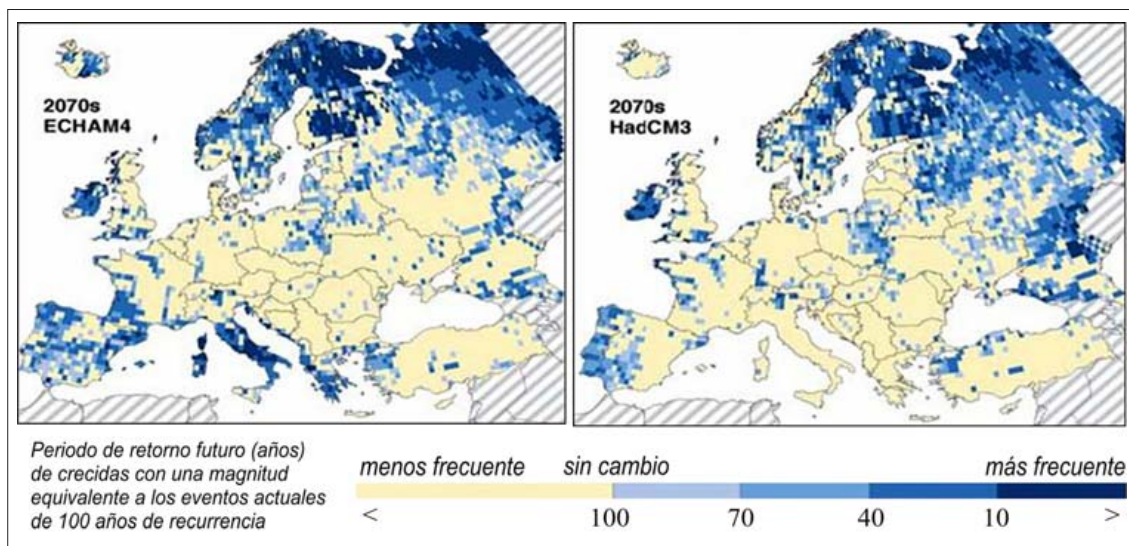 2070s
ECHAM4
2070s
HadCM3
Periodo de retorno futuro (años)
de crecidas con una magnitud
equivalente a los eventos actuales
de 100 años de recurrencia
menos frecuente sin cambio más frecuente
< 100 70 40 10 >